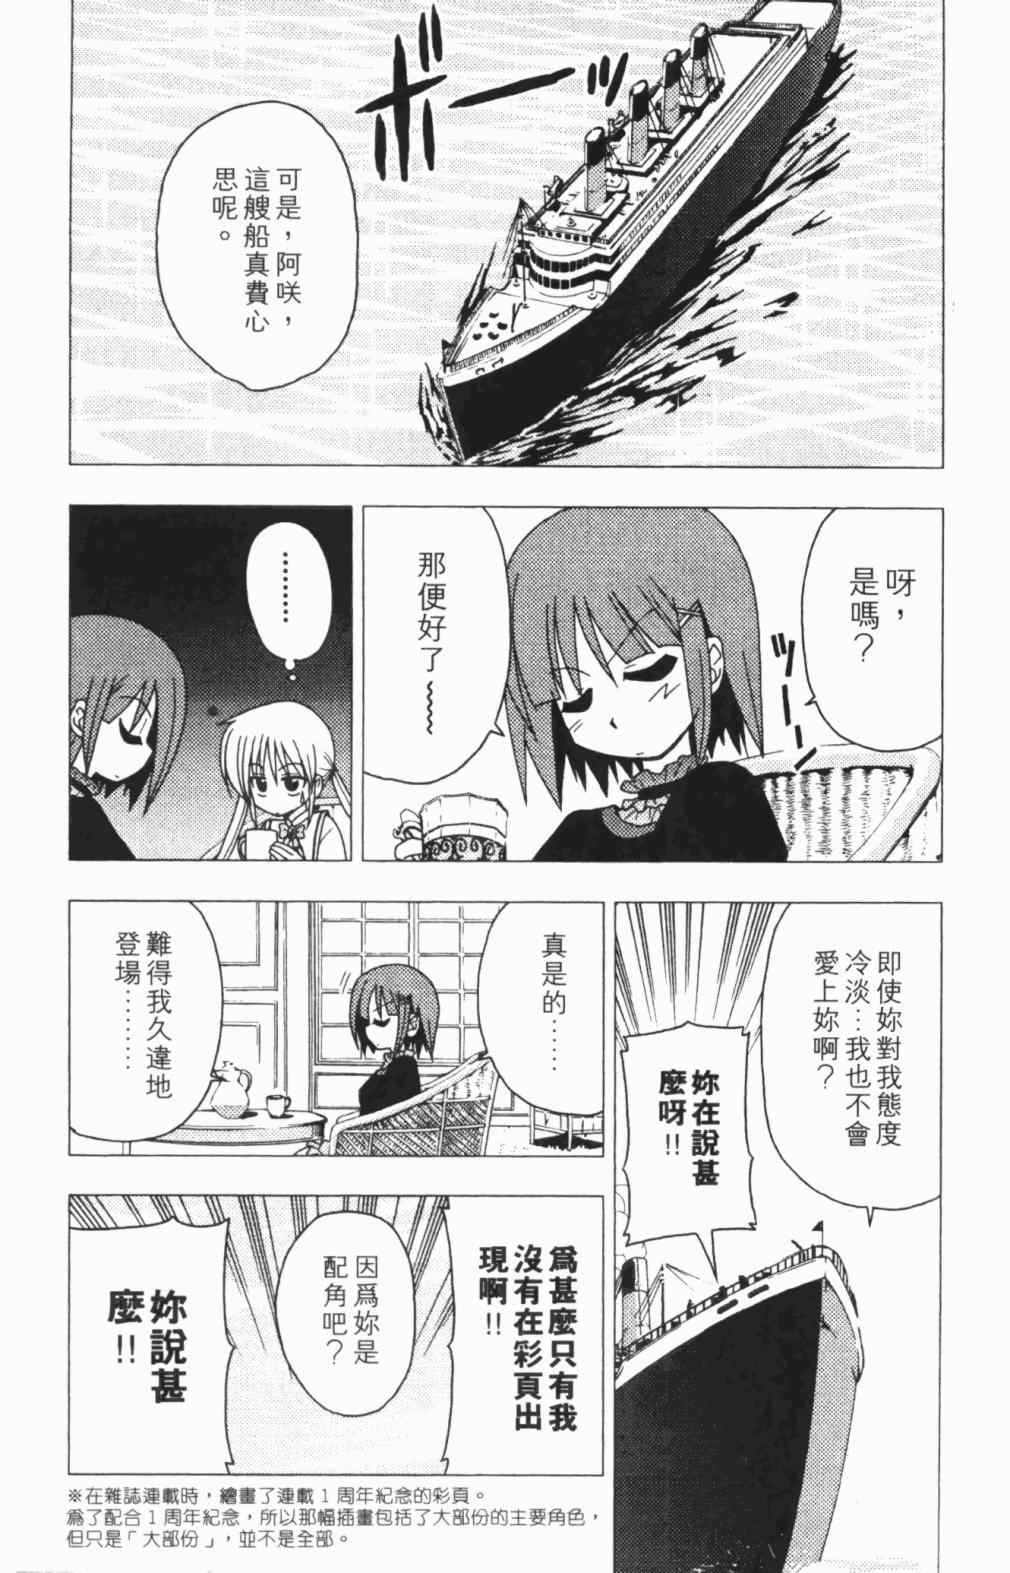 ボーッ
可是，阿咲，
這艘船真費心
思呢。
呀，
是嗎？
ツーン
那便好了～～～
………
即使妳對我態度
冷淡…我也不會
愛上妳啊？
妳在說甚
麼呀!!
真是的……
難得我久違地
登場………
爲甚麼只有我
沒有在彩頁出
現啊!!
因爲妳是
配角吧？
妳說甚
麼!!
※在雜誌連載時，繪畫了連載1周年紀念的彩頁。
爲了配合1周年紀念，所以那幅插畫包括了大部份的主要角色，
但只是「大部份」，並不是全部。